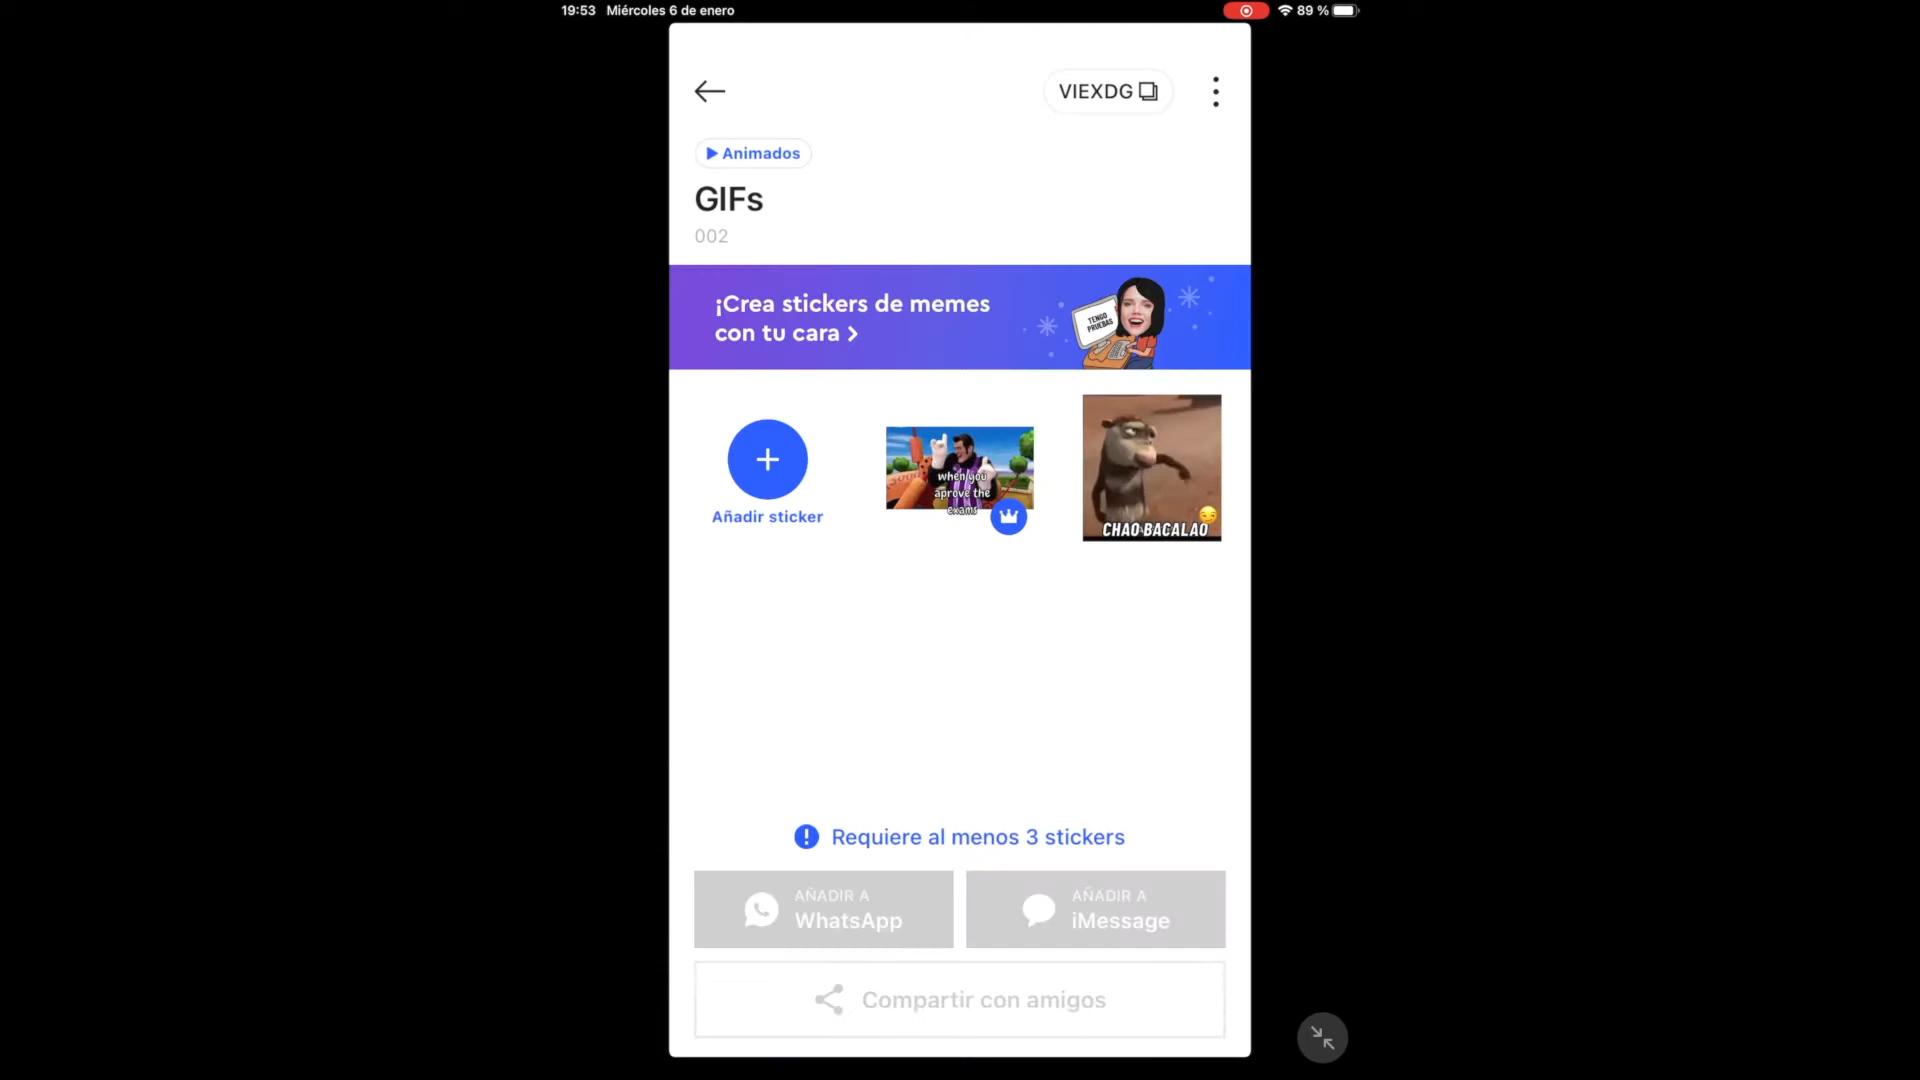 19:53 Miércoles 6 de enero
89 %
VIEXDG
Animados
GIFs
002
¡Crea stickers de memes
con tu cara
TENGO
PRUEBAS
when you
aprove the
exams
CHAO BACALAO
Añadir sticker
Requiere al menos 3 stickers
AÑADIR A
WhatsApp
AÑADIR A
iMessage
Compartir con amigos